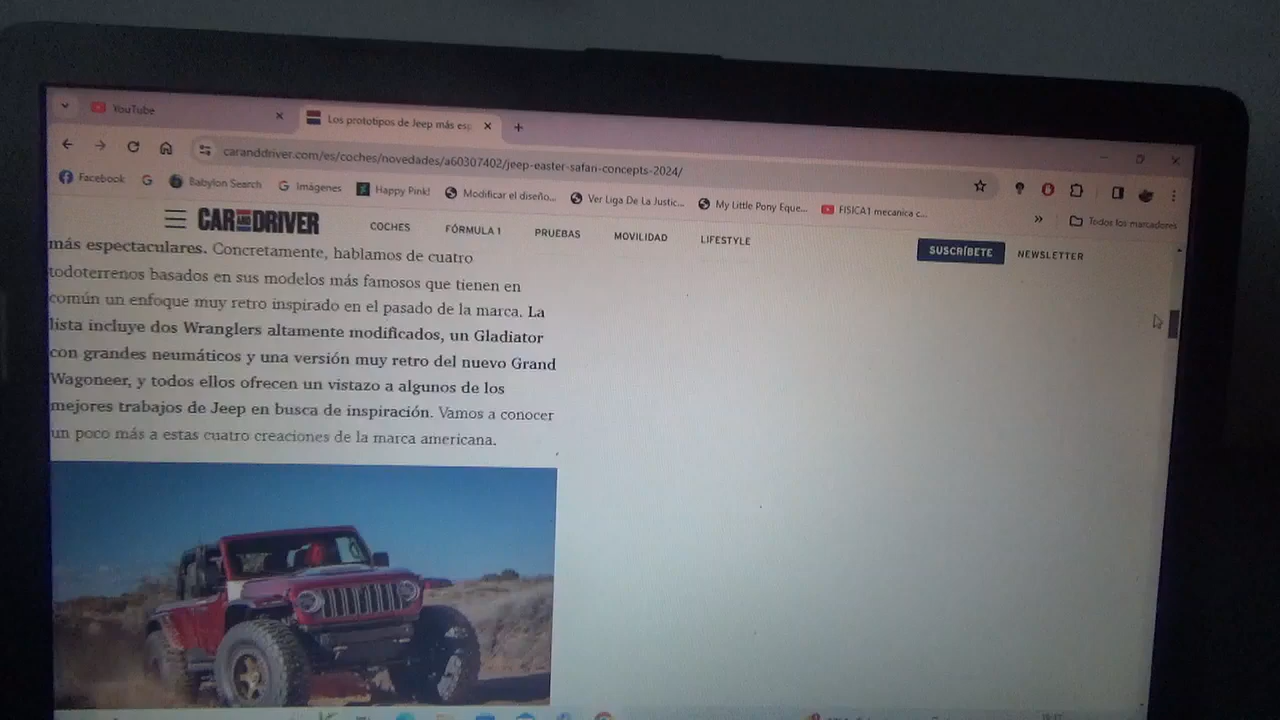 YouTube
Los prototipos de Jeep más esp
caranddriver.com/es/coches/novedades/a60307402/jeep-easter-safan-concepts-2024/
Facebook
Babylon Search
Imágenes
Happy Pink!
Modificar el diseño...
Ver Liga De La Justic...
My Little Pony Eque...
FISICA1 mecanica c...
»
Todos los marcadores
CAR AND DRIVER
COCHES
FÓRMULA 1
PRUEBAS
MOVILIDAD
LIFESTYLE
SUSCRÍBETE
NEWSLETTER
más espectaculares. Concretamente, hablamos de cuatro
todoterrenos basados en sus modelos más famosos que tienen en
común un enfoque muy retro inspirado en el pasado de la marca. La
lista incluye dos Wranglers altamente modificados, un Gladiator
con grandes neumáticos y una versión muy retro del nuevo Grand
Wagoneer, y todos ellos ofrecen un vistazo a algunos de los
mejores trabajos de Jeep en busca de inspiración. Vamos a conocer
un poco más a estas cuatro creaciones de la marca americana.